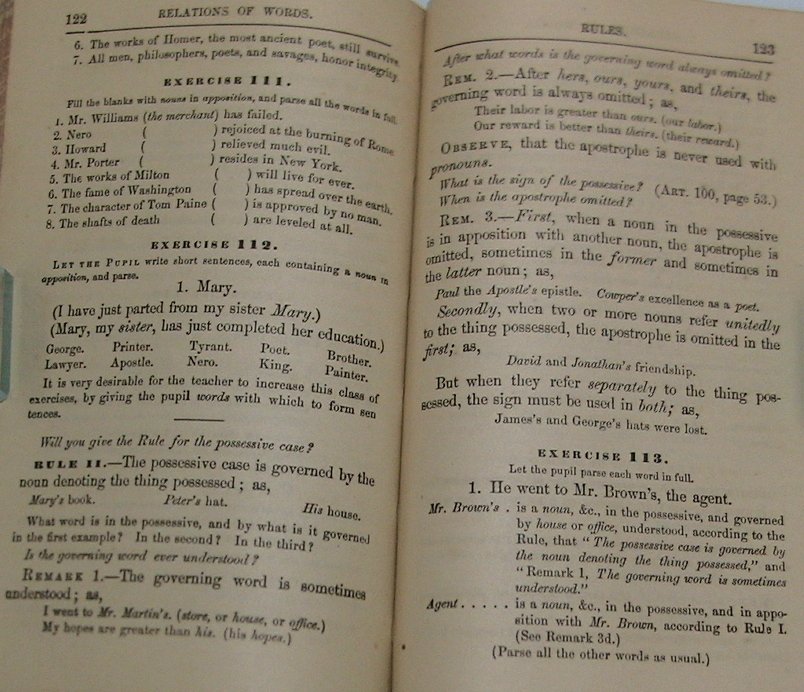 122 RELATIONS OF WORDS.
6. The works of Homer, the most ancient poet, still survive.
7. All men, philosophers, poets, and savages, honor integrity.
EXERCISE 111.
Fill the blanks with nouns in apposition, and parse all the words in full.
1. Mr. Williams (the merchant) has failed.
2. Nero ( ) rejoiced at the burning of Rome
3. Howard ( ) relieved much evil.
4. Mr. Porter ( ) resides in New York.
5. The works of Milton ( ) will live for ever.
6. The fame of Washington ( ) has spread over the earth.
7. The character of Tom Paine ( ) is approved by no man.
8. The shafts of death ( ) are leveled at all.
EXERCISE 112.
LET THE PUPIL write short sentences, each containing a noun in
apposition, and parse.
1. Mary.
(I have just parted from my sister Mary.)
(Mary, my sister, has just completed her education.)
George. Printer. Tyrant. Poet. Brother.
Lawyer. Apostle. Nero. King. Painter.
It is very desirable for the teacher to increase this class of
exercises, by giving the pupil words with which to form sen
tences.
Will you give the Rule for the possessive case?
RULE II.—The possessive case is governed by the
noun denoting the thing possessed; as,
Mary's book. Peter's hat. His house.
What word is in the possessive, and by what is it governed
in the first example? In the second? In the third?
Is the governing word ever understood?
REMARK 1.—The governing word is sometimes
understood; as,
I went to Mr. Martin's. (store, or house, or office.)
My hopes are greater than his. (his hopes.)
RULES. 123
After what words is the governing word always omitted?
REM. 2.—After hers, ours, yours, and theirs, the
governing word is always omitted; as,
Their labor is greater than ours. (our labor.)
Our reward is better than theirs. (their reward.)
OBSERVE, that the apostrophe is never used with
pronouns.
What is the sign of the possessive? (ART. 100, page 53.)
When is the apostrophe omitted?
REM. 3.—First, when a noun in the possessive
is in apposition with another noun, the apostrophe is
omitted, sometimes in the former and sometimes in
the latter noun; as,
Paul the Apostle's epistle. Cowper's excellence as a poet.
Secondly, when two or more nouns refer unitedly
to the thing possessed, the apostrophe is omitted in the
first; as,
David and Jonathan's friendship.
But when they refer separately to the thing pos-
sessed, the sign must be used in both; as,
James's and George's hats were lost.
EXERCISE 113.
Let the pupil parse each word in full.
1. He went to Mr. Brown's, the agent.
Mr. Brown's . is a noun, &c., in the possessive, and governed
by house or office, understood, according to the
Rule, that "The possessive case is governed by
the noun denoting the thing possessed," and
"Remark 1, The governing word is sometimes
understood."
Agent . . . . . is a noun, &c., in the possessive, and in appo-
sition with Mr. Brown, according to Rule I.
(See Remark 3d.)
(Parse all the other words as usual.)